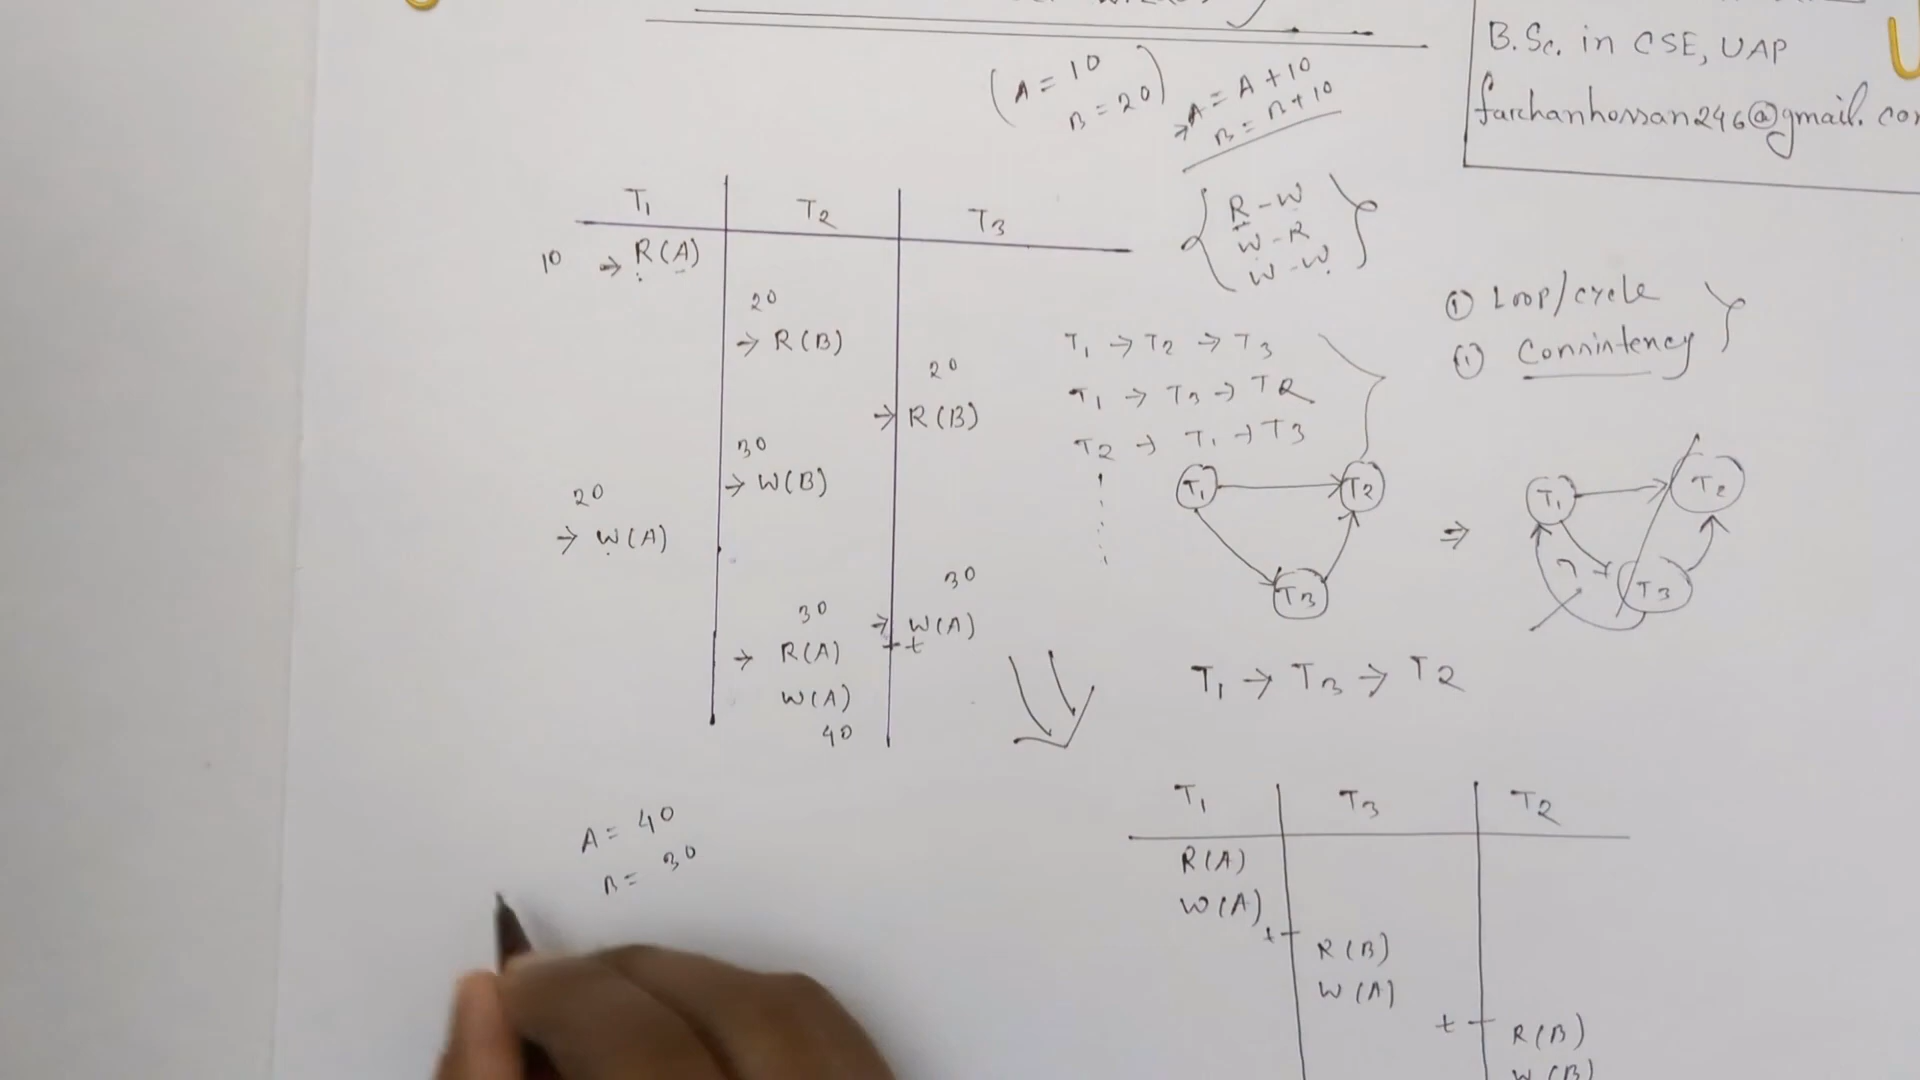 B.Sc. in CSE, UAP
farhanhossan246@gmail.co
(A = 10
B = 20)
A = A + 10
B = B + 10
T1 T2 T3
10 → R(A)
20
→ R(B)
20
→ R(B)
30
→ W(B)
20
→ W(A)
30
→ W(A)
t
30
→ R(A)
W(A)
40
R - W
W - R
W - W
T1 → T2 → T3
T1 → T3 → T2
T2 → T1 → T3
① Loop/cycle
① Consistency
T1 T2
T3
⇒
T1 T2
T3
T1 → T3 → T2
A = 40
B = 30
T1 T3 T2
R(A)
W(A)
t
R(B)
W(A)
t
R(B)
W(B)